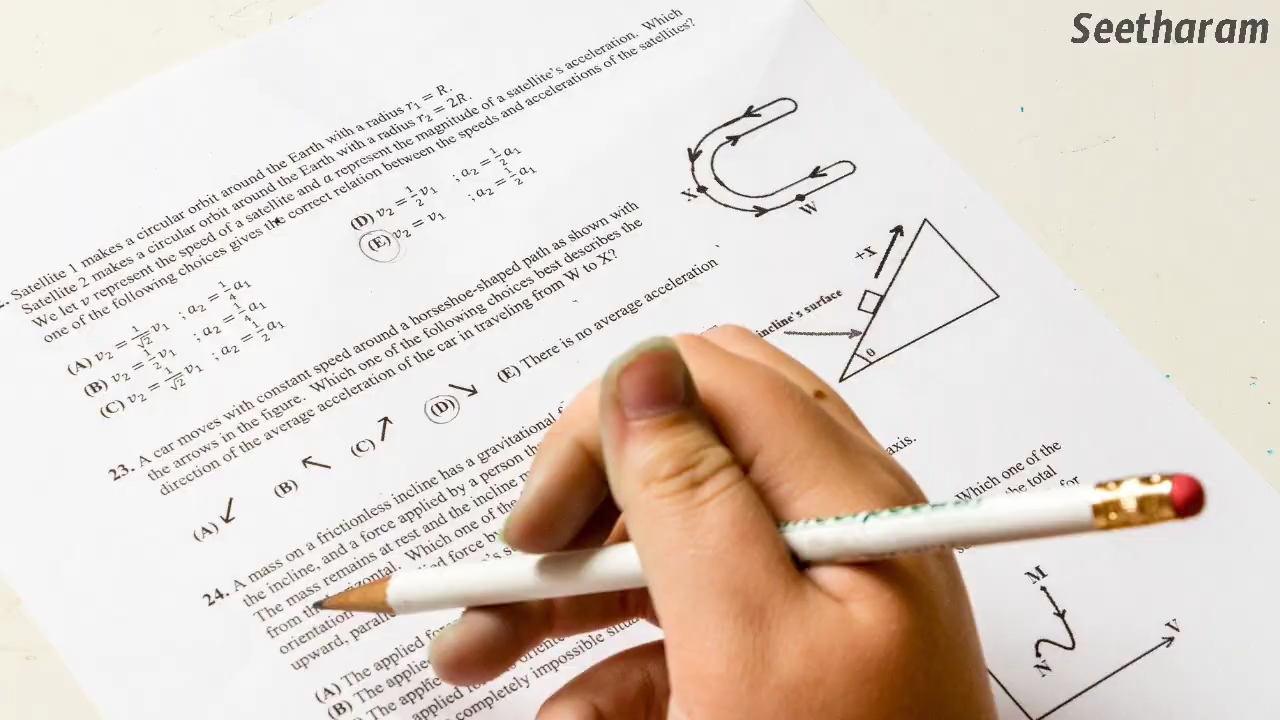 Seetharam
Satellite 1 makes a circular orbit around the Earth with a radius r₁ = R.
Satellite 2 makes a circular orbit around the Earth with a radius r₂ = 2R.
We let v represent the speed of a satellite and a represent the magnitude of a satellite's acceleration. Which
one of the following choices gives the correct relation between the speeds and accelerations of the satellites?
(A) v₂ = 1/√2 v₁ ; a₂ = 1/4 a₁
(B) v₂ = 1/2 v₁ ; a₂ = 1/4 a₁
(C) v₂ = 1/√2 v₁ ; a₂ = 1/2 a₁
(D) v₂ = 1/2 v₁ ; a₂ = 1/2 a₁
(E) v₂ = v₁ ; a₂ = 1/2 a₁
23. A car moves with constant speed around a horseshoe-shaped path as shown with
the arrows in the figure. Which one of the following choices best describes the
direction of the average acceleration of the car in traveling from W to X?
(A)
(B)
(C)
(D)
(E) There is no average acceleration
X
W
24. A mass on a frictionless incline has a gravitational
the incline, and a force applied by a person
The mass remains at rest and the incline
from the horizontal. Which one of the
orientation force
upward,
axis.
Which one of the
the total
for
(A) The applied
(B) The applied
The
applied
completely impossible
+X
incline's surface
θ
M
N
V